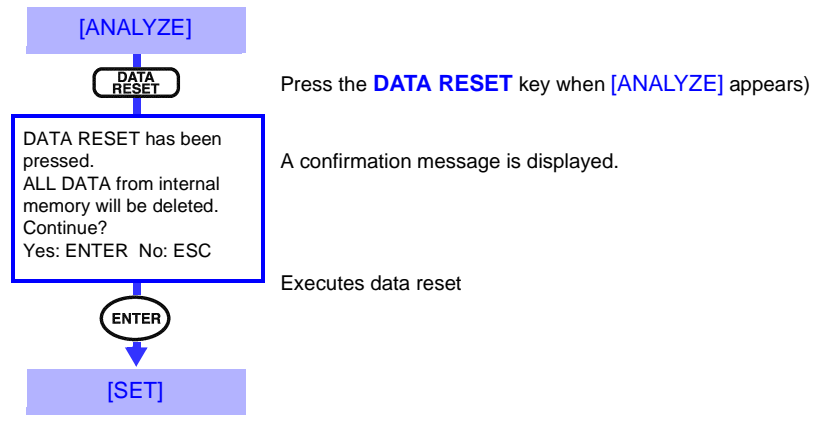 [ANALYZE]
DATA
RESET
Press the DATA RESET key when [ANALYZE] appears)
DATA RESET has been
pressed.
ALL DATA from internal
memory will be deleted.
Continue?
Yes: ENTER  No: ESC
A confirmation message is displayed.
Executes data reset
ENTER
[SET]